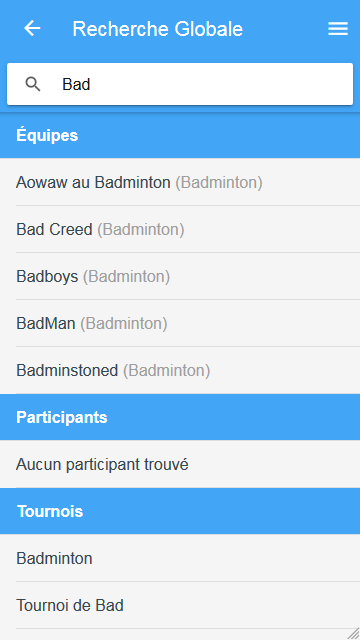 Recherche Globale
Bad
Équipes
Aowaw au Badminton (Badminton)
Bad Creed (Badminton)
Badboys (Badminton)
BadMan (Badminton)
Badminstoned (Badminton)
Participants
Aucun participant trouvé
Tournois
Badminton
Tournoi de Bad